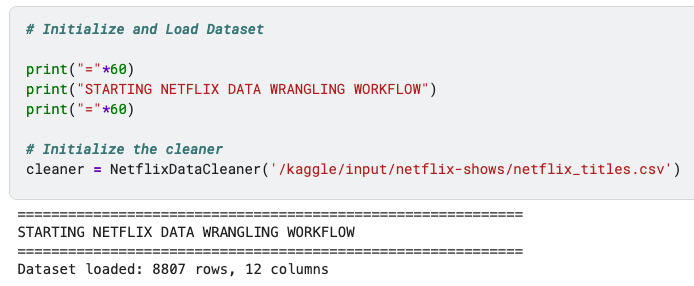 # Initialize and Load Dataset
print("="*60)
print("STARTING NETFLIX DATA WRANGLING WORKFLOW")
print("="*60)
# Initialize the cleaner
cleaner = NetflixDataCleaner('/kaggle/input/netflix-shows/netflix_titles.csv')
============================================================
STARTING NETFLIX DATA WRANGLING WORKFLOW
============================================================
Dataset loaded: 8807 rows, 12 columns